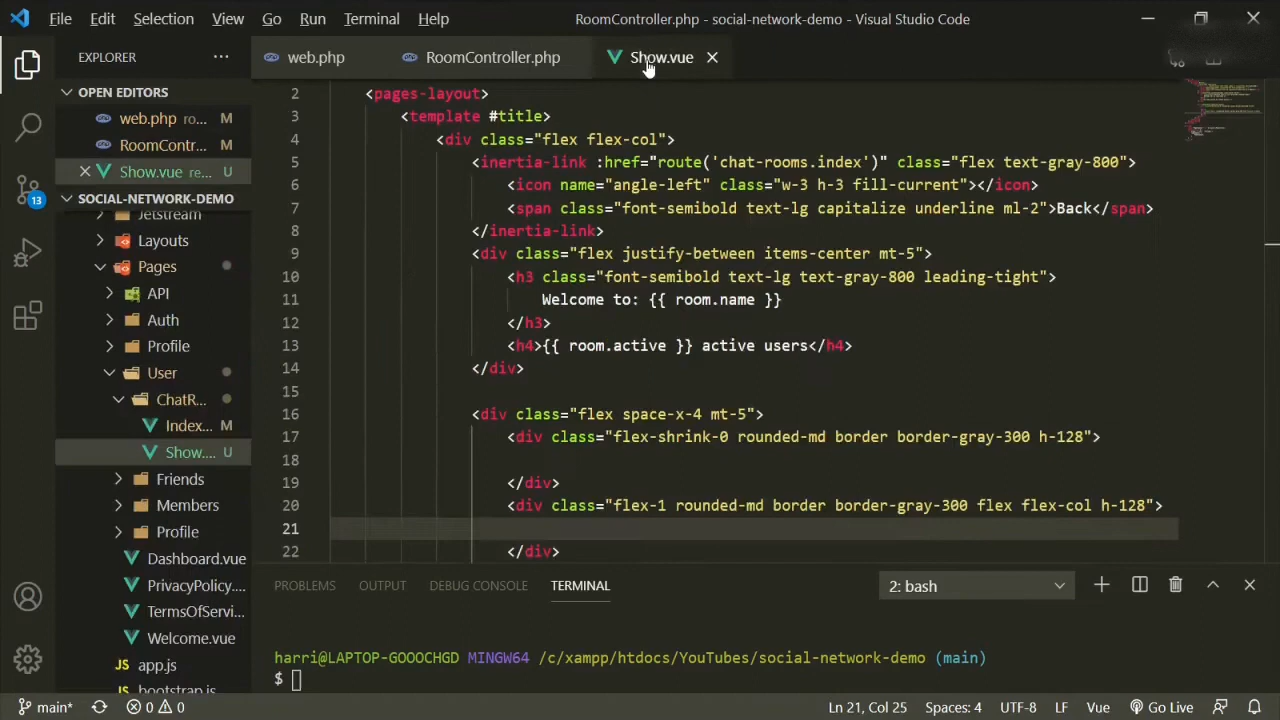 File Edit Selection View Go Run Terminal Help RoomController.php - social-network-demo - Visual Studio Code
EXPLORER ··· web.php RoomController.php Show.vue
OPEN EDITORS
web.php ro... M
RoomContr... M
Show.vue re... U
SOCIAL-NETWORK-DEMO
Jetstream
Layouts
Pages
API
Auth
Profile
User
ChatR...
Index... M
Show.... U
Friends
Members
Profile
Dashboard.vue
PrivacyPolicy....
TermsOfServi...
Welcome.vue
JS app.js
JS bootstrap.js
13
2 <pages-layout>
3 <template #title>
4 <div class="flex flex-col">
5 <inertia-link :href="route('chat-rooms.index')" class="flex text-gray-800">
6 <icon name="angle-left" class="w-3 h-3 fill-current"></icon>
7 <span class="font-semibold text-lg capitalize underline ml-2">Back</span>
8 </inertia-link>
9 <div class="flex justify-between items-center mt-5">
10 <h3 class="font-semibold text-lg text-gray-800 leading-tight">
11 Welcome to: {{ room.name }}
12 </h3>
13 <h4>{{ room.active }} active users</h4>
14 </div>
15
16 <div class="flex space-x-4 mt-5">
17 <div class="flex-shrink-0 rounded-md border border-gray-300 h-128">
18
19 </div>
20 <div class="flex-1 rounded-md border border-gray-300 flex flex-col h-128">
21
22 </div>
PROBLEMS OUTPUT DEBUG CONSOLE TERMINAL 2: bash
harri@LAPTOP-GOOOCHGD MINGW64 /c/xampp/htdocs/YouTubes/social-network-demo (main)
$
main* 0 0 Ln 21, Col 25 Spaces: 4 UTF-8 LF Vue Go Live